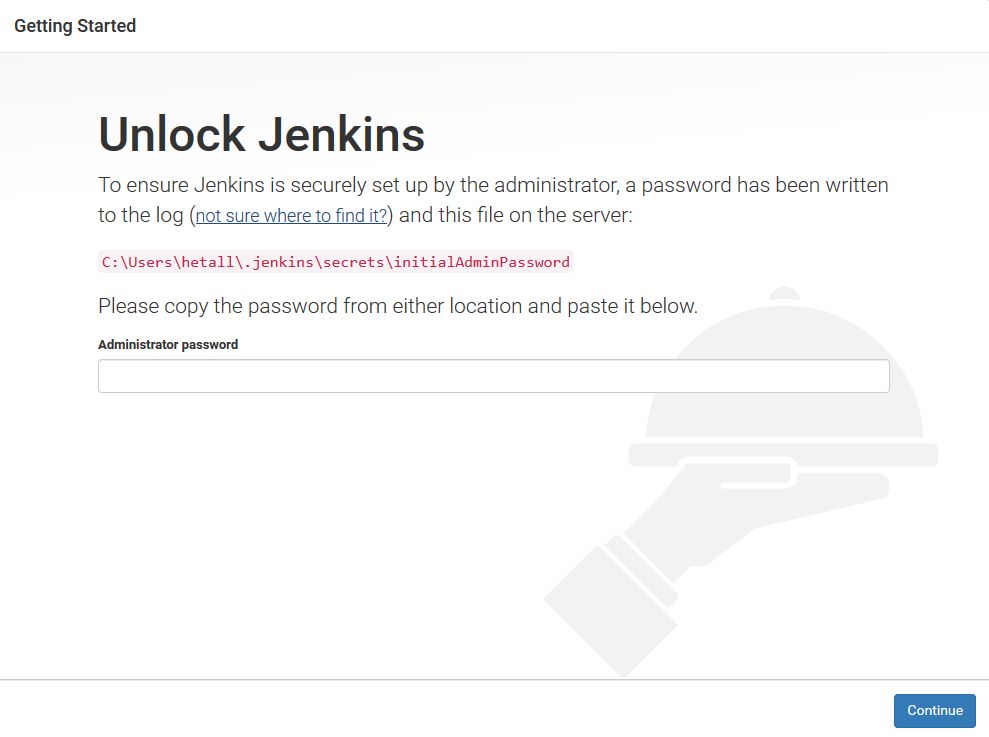 Getting Started
Unlock Jenkins
To ensure Jenkins is securely set up by the administrator, a password has been written
to the log (not sure where to find it?) and this file on the server:
C:\Users\hetall\.jenkins\secrets\initialAdminPassword
Please copy the password from either location and paste it below.
Administrator password
Continue